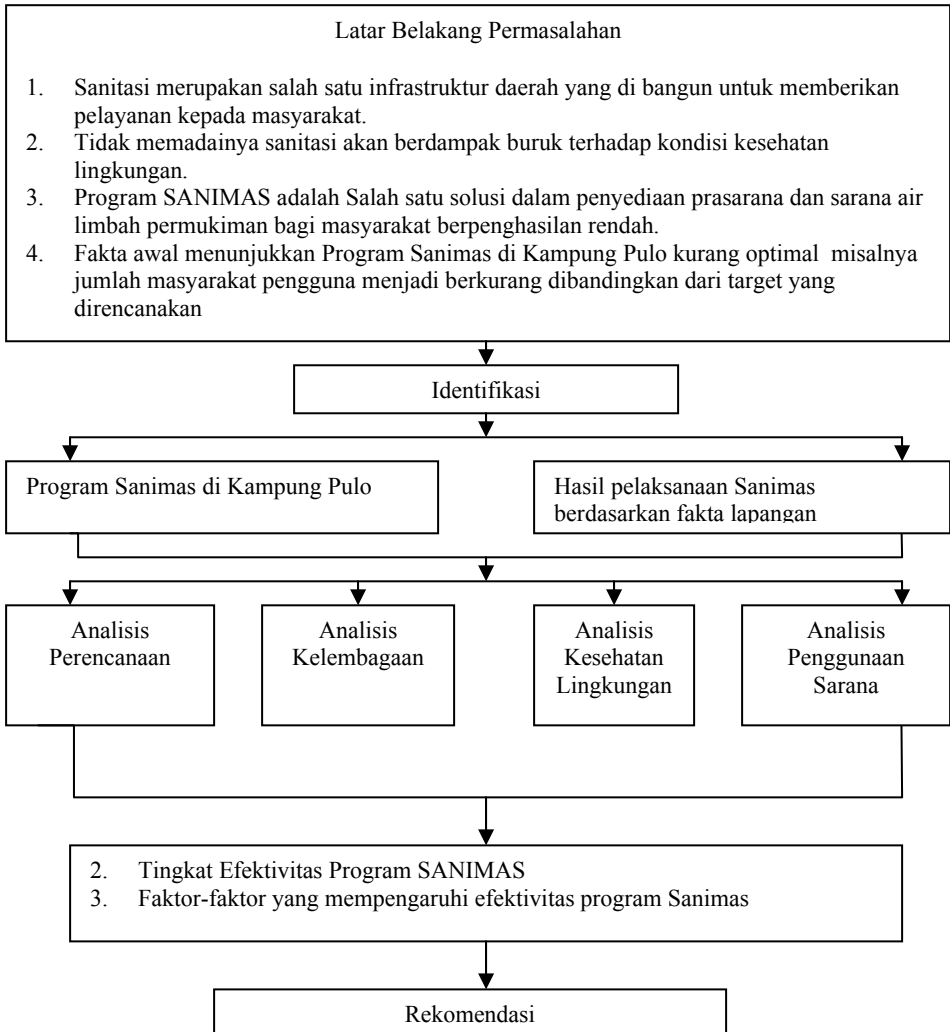 Latar Belakang Permasalahan
1. Sanitasi merupakan salah satu infrastruktur daerah yang di bangun untuk memberikan
pelayanan kepada masyarakat.
2. Tidak memadainya sanitasi akan berdampak buruk terhadap kondisi kesehatan
lingkungan.
3. Program SANIMAS adalah Salah satu solusi dalam penyediaan prasarana dan sarana air
limbah permukiman bagi masyarakat berpenghasilan rendah.
4. Fakta awal menunjukkan Program Sanimas di Kampung Pulo kurang optimal misalnya
jumlah masyarakat pengguna menjadi berkurang dibandingkan dari target yang
direncanakan
Identifikasi
Program Sanimas di Kampung Pulo
Hasil pelaksanaan Sanimas
berdasarkan fakta lapangan
Analisis
Perencanaan
Analisis
Kelembagaan
Analisis
Kesehatan
Lingkungan
Analisis
Penggunaan
Sarana
2. Tingkat Efektivitas Program SANIMAS
3. Faktor-faktor yang mempengaruhi efektivitas program Sanimas
Rekomendasi